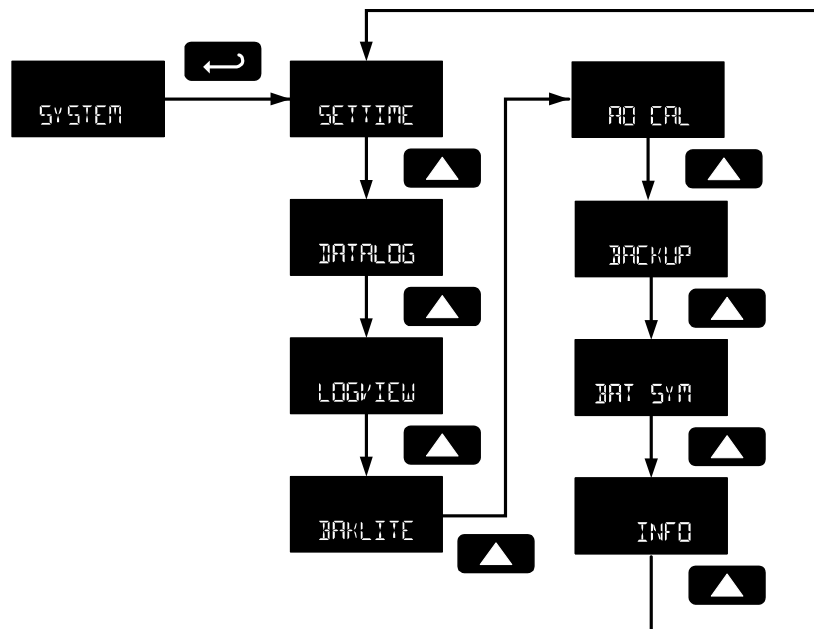 SYSTEM
SETTIME
DATALOG
LOGVIEW
BAKLITE
AO CAL
BACKUP
BAT SYM
INFO